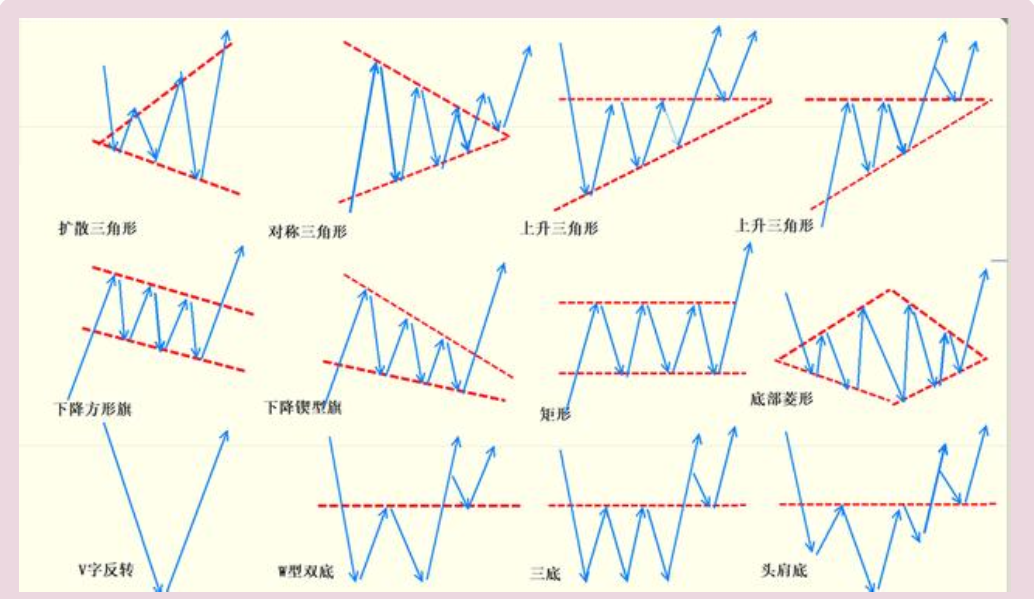 扩散三角形
对称三角形
上升三角形
上升三角形
下降方形旗
下降锲型旗
矩形
底部菱形
V字反转
W型双底
三底
头肩底